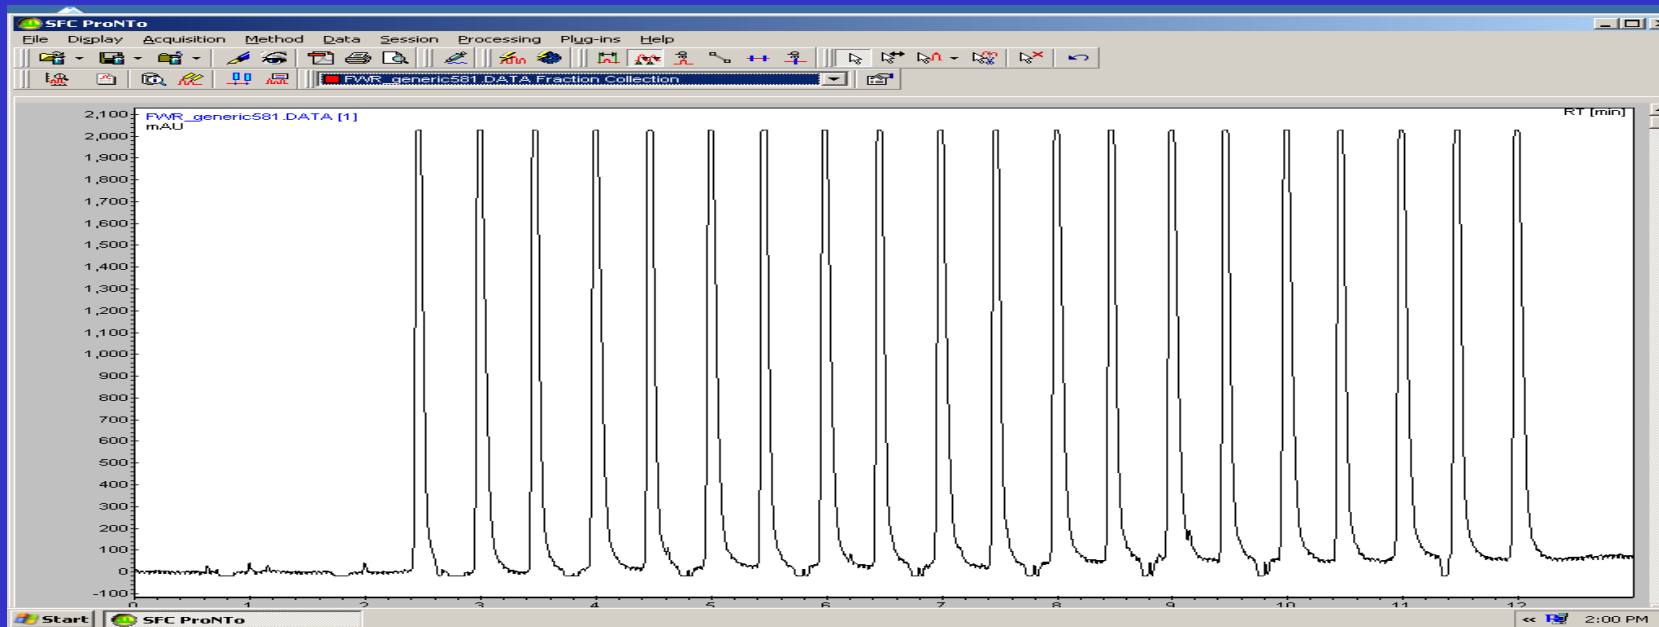 SFC ProNTo
File Display Acquisition Method Data Session Processing Plug-ins Help
FWR_generic581.DATA Fraction Collection
FWR_generic581.DATA [1]
RT [min]
mAU
2,100
2,000
1,900
1,800
1,700
1,600
1,500
1,400
1,300
1,200
1,100
1,000
900
800
700
600
500
400
300
200
100
0
-100
0 1 2 3 4 5 6 7 8 9 10 11 12
Start SFC ProNTo << 2:00 PM